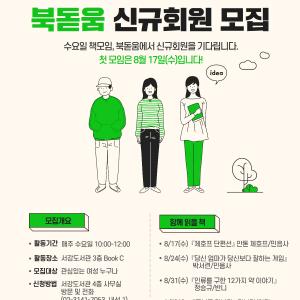 북돋움 신규회원 모집
수요일 책모임, 북돋움에서 신규회원을 기다립니다.
첫 모임은 8월 17일(수)입니다!
idea
모임개요
• 활동기간 매주 수요일 10:00-12:00
• 활동장소 서강도서관 3층 Book C
• 모집대상 관심있는 여성 누구나
• 신청방법 서강도서관 4층 사무실
방문 및 전화
함께 읽을 책
• 8/17(수) 『체호프 단편선』 안톤 체호프/민음사
• 8/24(수) 『당신 엄마가 당신보다 잘하는 게임』
박서련/민음사
• 8/31(수) 『인류를 구한 12가지 약 이야기』
정승규/반니